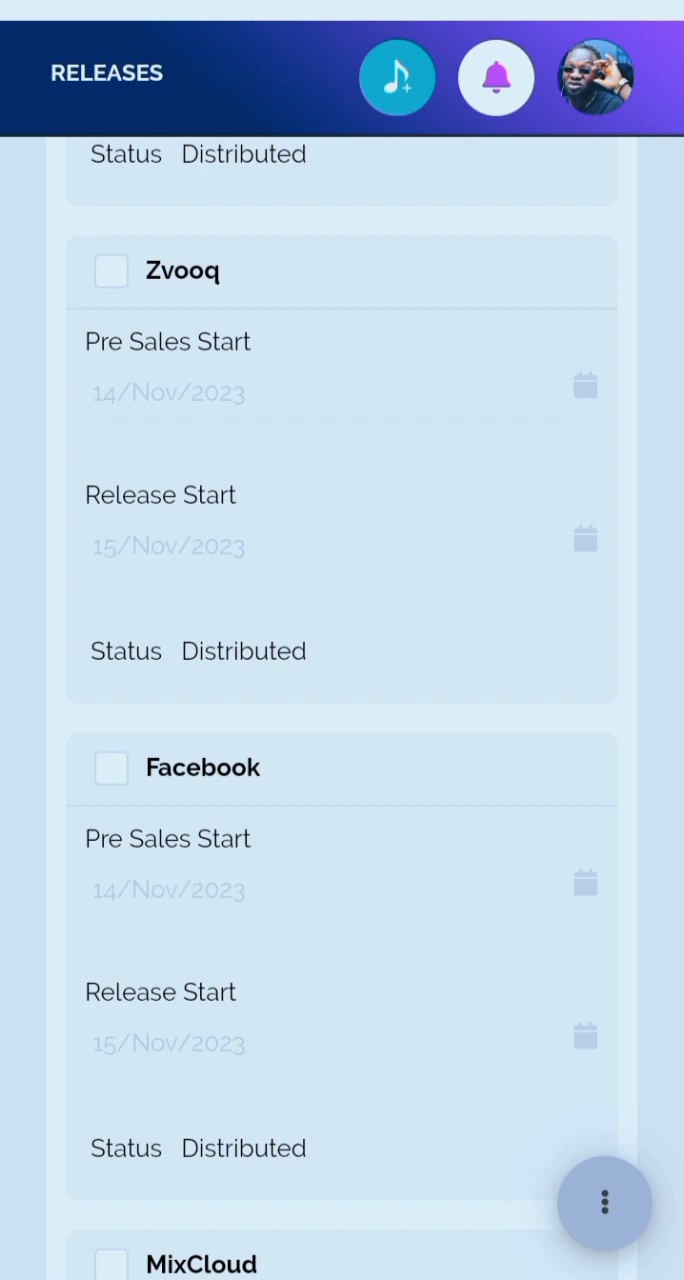 RELEASES
Status Distributed
Zvooq
Pre Sales Start
14/Nov/2023
Release Start
15/Nov/2023
Status Distributed
Facebook
Pre Sales Start
14/Nov/2023
Release Start
15/Nov/2023
Status Distributed
MixCloud